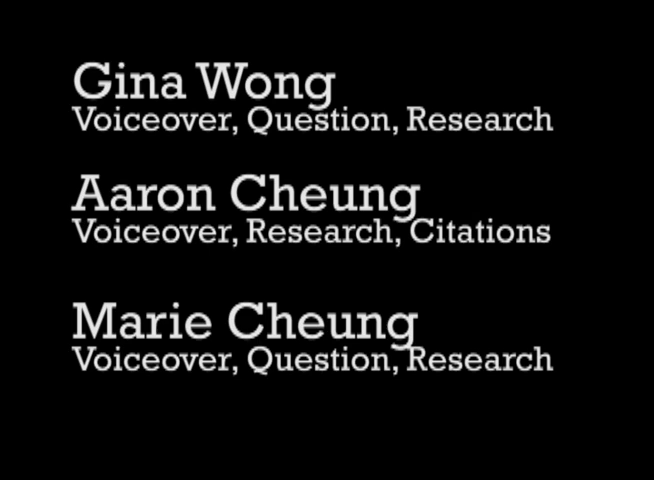 Gina Wong
Voiceover, Question, Research
Aaron Cheung
Voiceover, Research, Citations
Marie Cheung
Voiceover, Question, Research